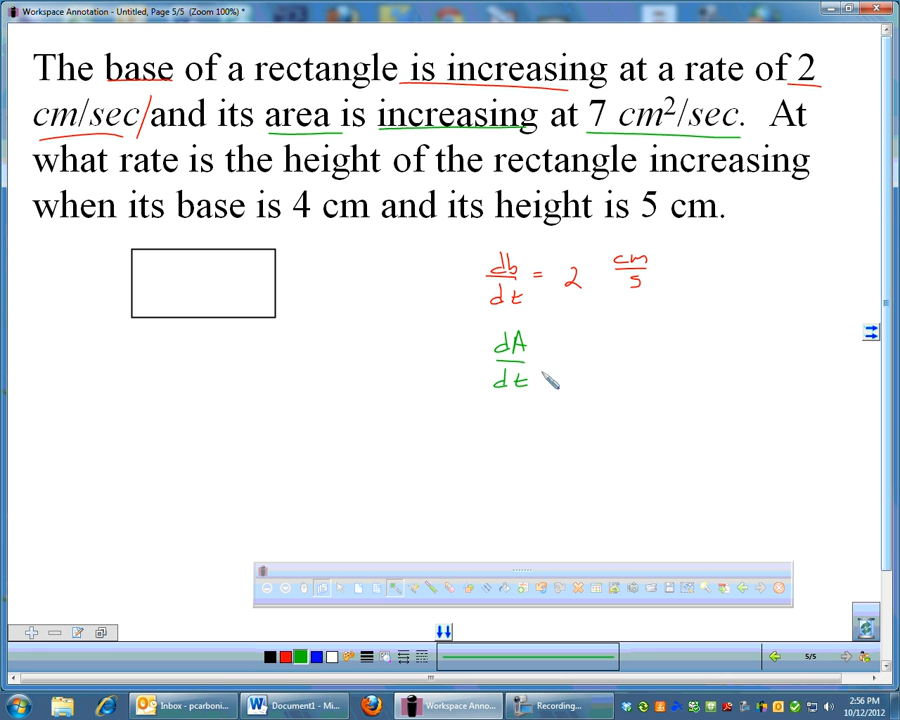 Workspace Annotation - Untitled, Page 5/5 (Zoom 100%) *
The base of a rectangle is increasing at a rate of 2
cm/sec and its area is increasing at 7 cm²/sec. At
what rate is the height of the rectangle increasing
when its base is 4 cm and its height is 5 cm.
db/dt = 2 cm/s
dA/dt
5/5
Inbox - pcarboni...
Document1 - Mi...
Workspace Anno...
Recording...
2:56 PM
10/12/2012